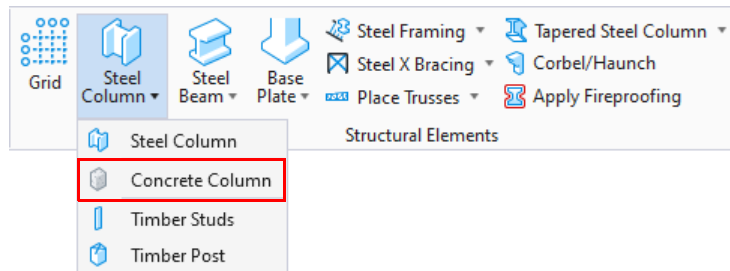 Grid
Steel
Column
Steel
Beam
Base
Plate
Steel Framing
Steel X Bracing
Place Trusses
Tapered Steel Column
Corbel/Haunch
Apply Fireproofing
Structural Elements
Steel Column
Concrete Column
Timber Studs
Timber Post